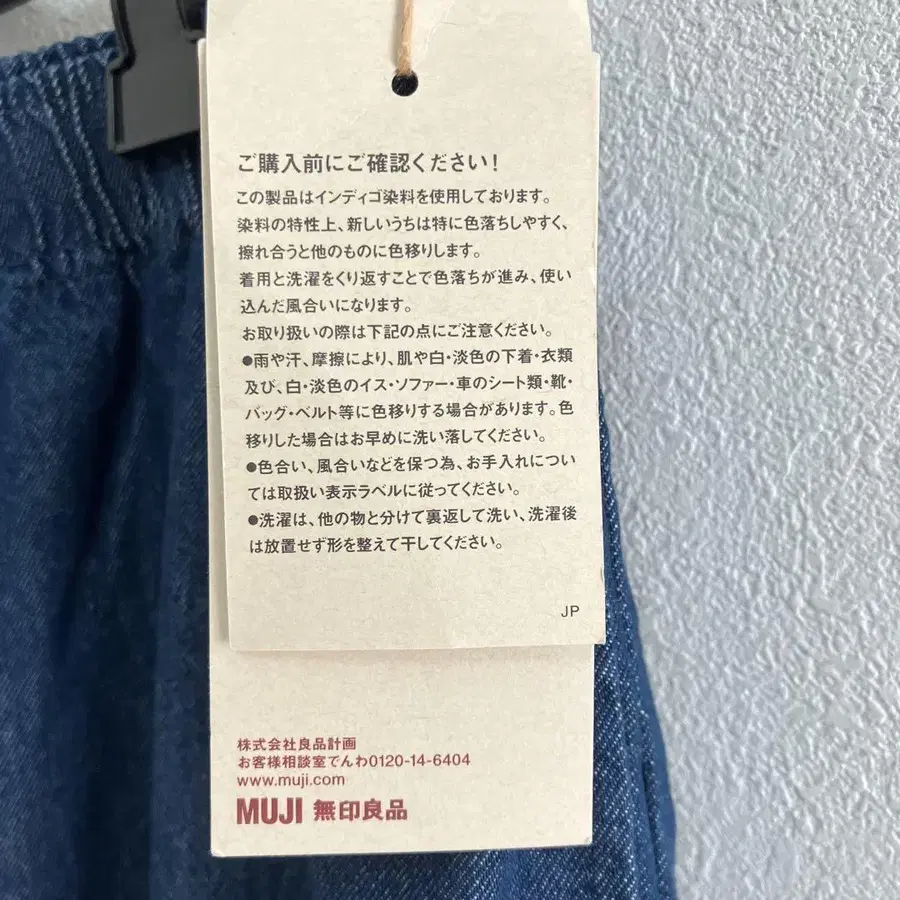 ご購入前にご確認ください!
この製品はインディゴ染料を使用しております。
染料の特性上、新しいうちは特に色落ちしやすく、
擦れ合うと他のものに色移りします。
着用と洗濯をくり返すことで色落ちが進み、使い
込んだ風合いになります。
お取り扱いの際は下記の点にご注意ください。
●雨や汗、摩擦により、肌や白・淡色の下着・衣類
及び、白・淡色のイス・ソファー・車のシート類・靴・
バッグ・ベルト等に色移りする場合があります。色
移りした場合はお早めに洗い落してください。
●色合い、風合いなどを保つ為、お手入れについ
ては取扱い表示ラベルに従ってください。
●洗濯は、他の物と分けて裏返して洗い、洗濯後
は放置せず形を整えて干してください。
JP
株式会社良品計画
お客様相談室でんわ0120-14-6404
www.muji.com
MUJI 無印良品